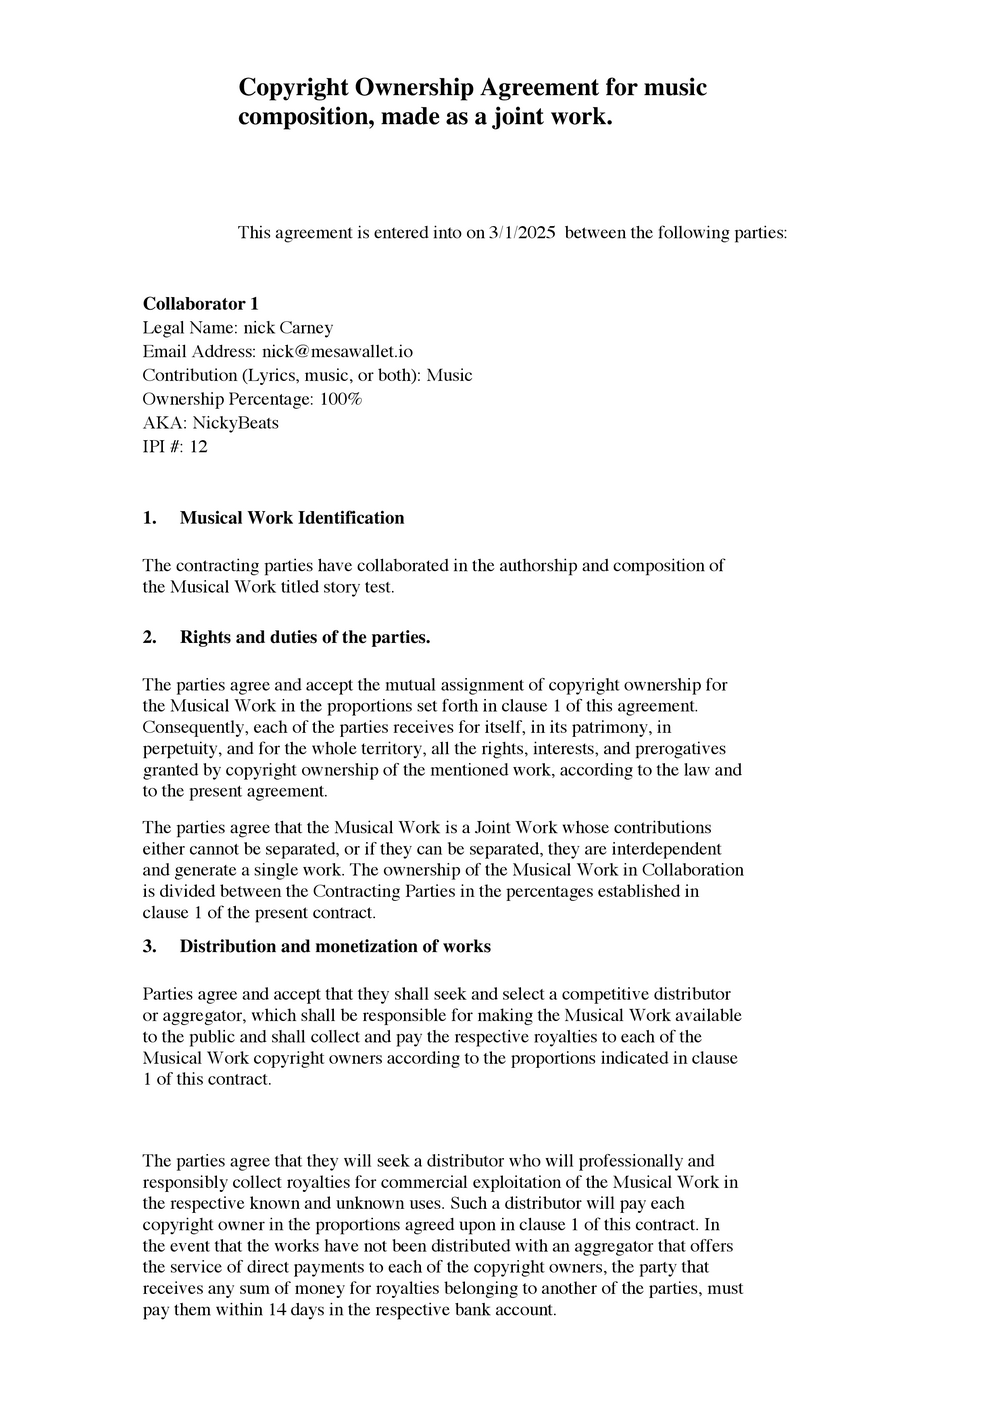 Copyright Ownership Agreement for music
composition, made as a joint work.
This agreement is entered into on 3/1/2025  between the following parties:
Collaborator 1
Legal Name: nick Carney
Email Address: nick@mesawallet.io
Contribution (Lyrics, music, or both): Music
Ownership Percentage: 100%
AKA: NickyBeats
IPI #: 12
1. Musical Work Identification
The contracting parties have collaborated in the authorship and composition of
the Musical Work titled story test.
2. Rights and duties of the parties.
The parties agree and accept the mutual assignment of copyright ownership for
the Musical Work in the proportions set forth in clause 1 of this agreement.
Consequently, each of the parties receives for itself, in its patrimony, in
perpetuity, and for the whole territory, all the rights, interests, and prerogatives
granted by copyright ownership of the mentioned work, according to the law and
to the present agreement.
The parties agree that the Musical Work is a Joint Work whose contributions
either cannot be separated, or if they can be separated, they are interdependent
and generate a single work. The ownership of the Musical Work in Collaboration
is divided between the Contracting Parties in the percentages established in
clause 1 of the present contract.
3. Distribution and monetization of works
Parties agree and accept that they shall seek and select a competitive distributor
or aggregator, which shall be responsible for making the Musical Work available
to the public and shall collect and pay the respective royalties to each of the
Musical Work copyright owners according to the proportions indicated in clause
1 of this contract.
The parties agree that they will seek a distributor who will professionally and
responsibly collect royalties for commercial exploitation of the Musical Work in
the respective known and unknown uses. Such a distributor will pay each
copyright owner in the proportions agreed upon in clause 1 of this contract. In
the event that the works have not been distributed with an aggregator that offers
the service of direct payments to each of the copyright owners, the party that
receives any sum of money for royalties belonging to another of the parties, must
pay them within 14 days in the respective bank account.